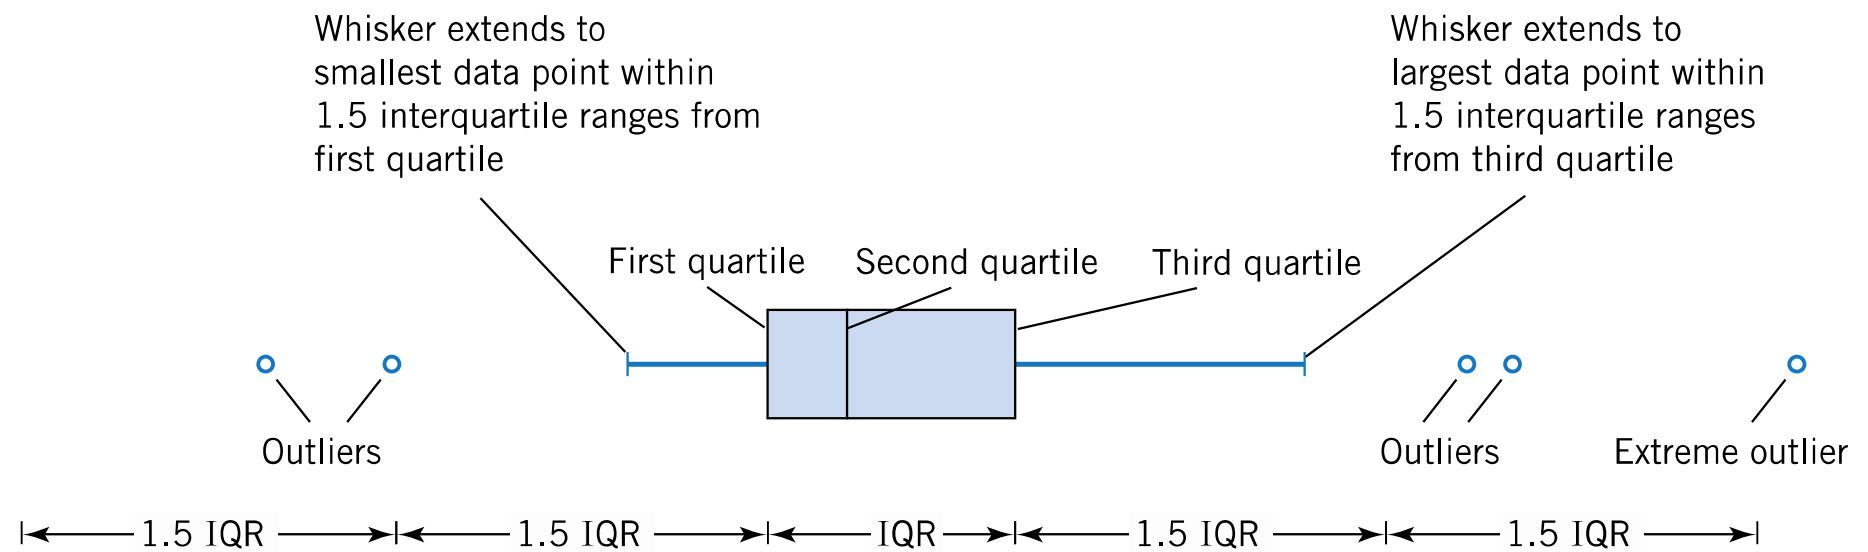 Whisker extends to
smallest data point within
1.5 interquartile ranges from
first quartile
Whisker extends to
largest data point within
1.5 interquartile ranges
from third quartile
First quartile
Second quartile
Third quartile
Outliers
Outliers
Extreme outlier
1.5 IQR
1.5 IQR
IQR
1.5 IQR
1.5 IQR